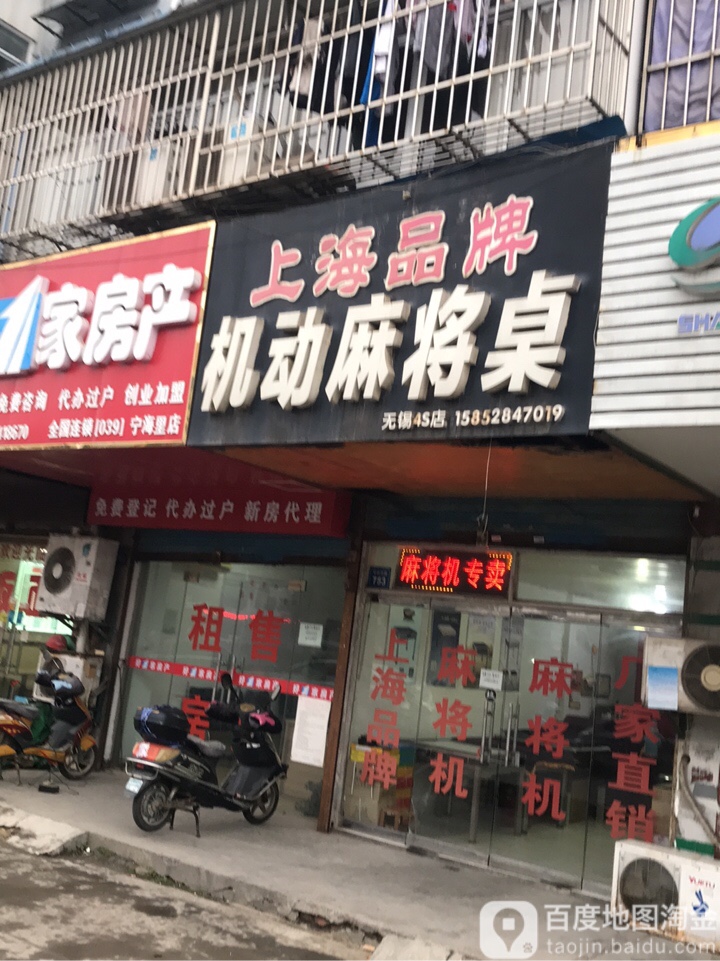 家房产
免费咨询 代办过户 创业加盟
18670 全国连锁[039]宁海里店
上海品牌
机动麻将桌
无锡4S店 15852847019
免费登记 代办过户 新房代理
麻将机专卖
753
租售
上海品牌
麻将机
麻将机
厂家直销
百度地图淘金
taojin.baidu.com